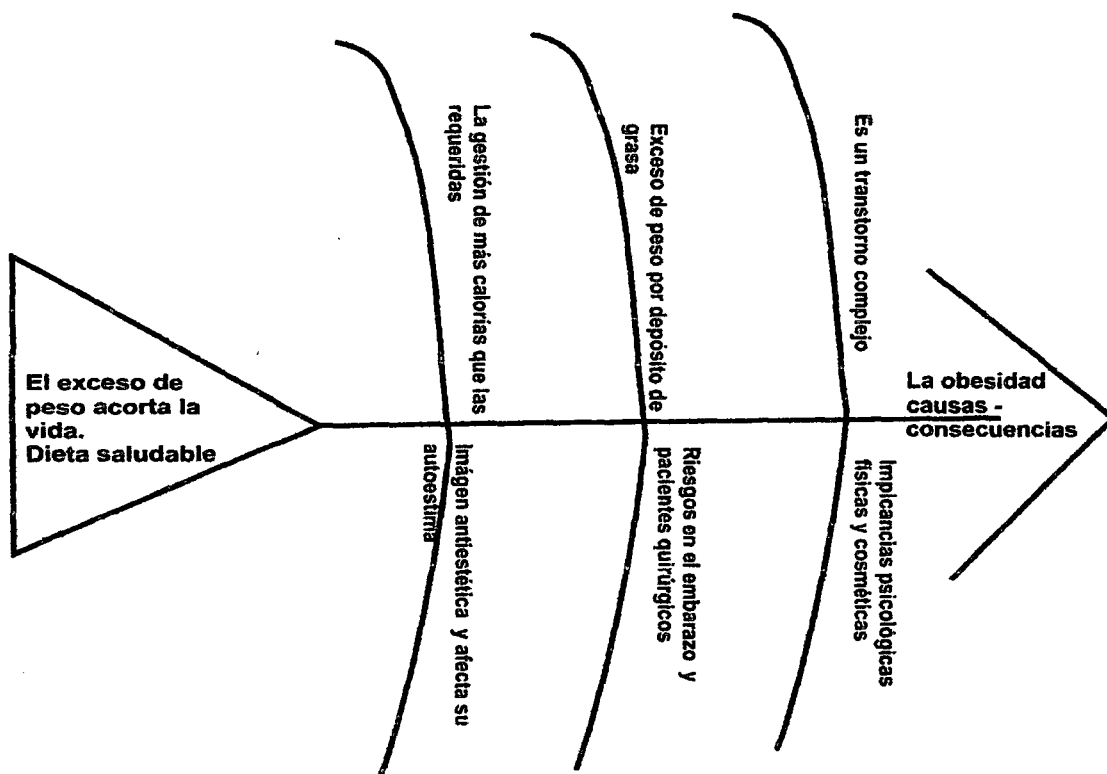 La gestión de más calorias que las
requeridas
Exceso de peso por depósito de
grasa
Es un transtorno complejo
El exceso de
peso acorta la
vida.
Dieta saludable
La obesidad
causas -
consecuencias
Imágen antiestética y afecta su
autoestima
Riesgos en el embarazo y
pacientes quirúrgicos
Impicancias psicológicas
físicas y cosméticas